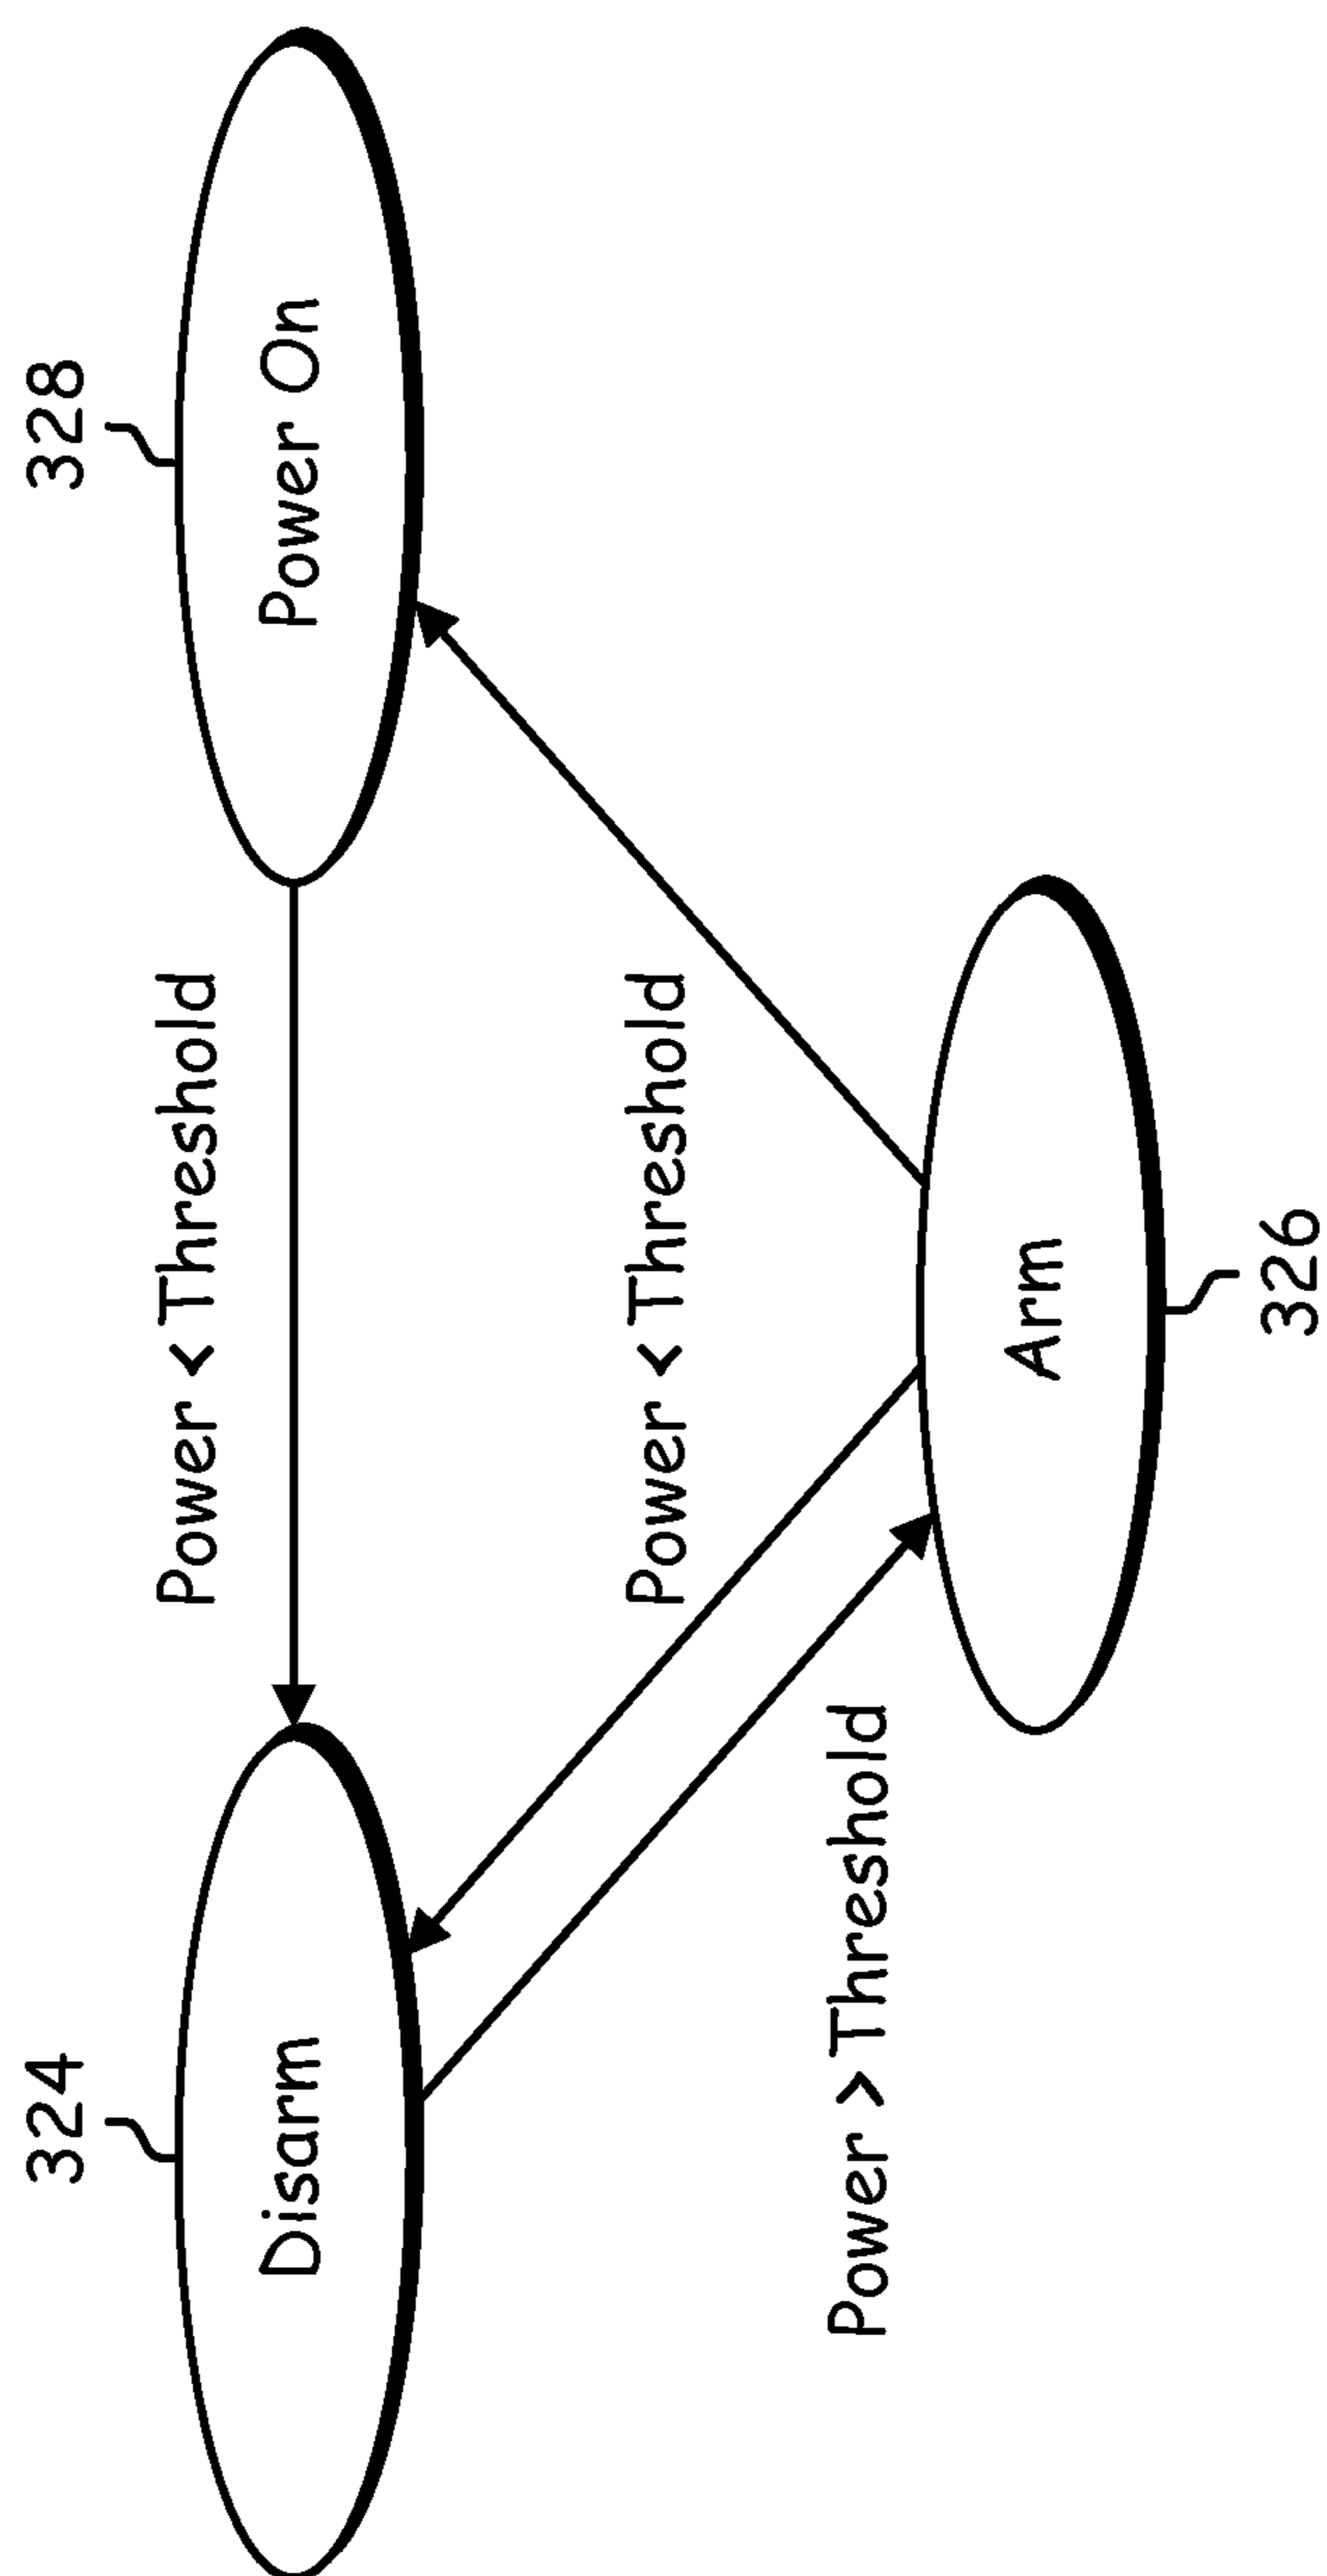 324
328
Disarm
Power < Threshold
Power On
Power < Threshold
Power > Threshold
Arm
326